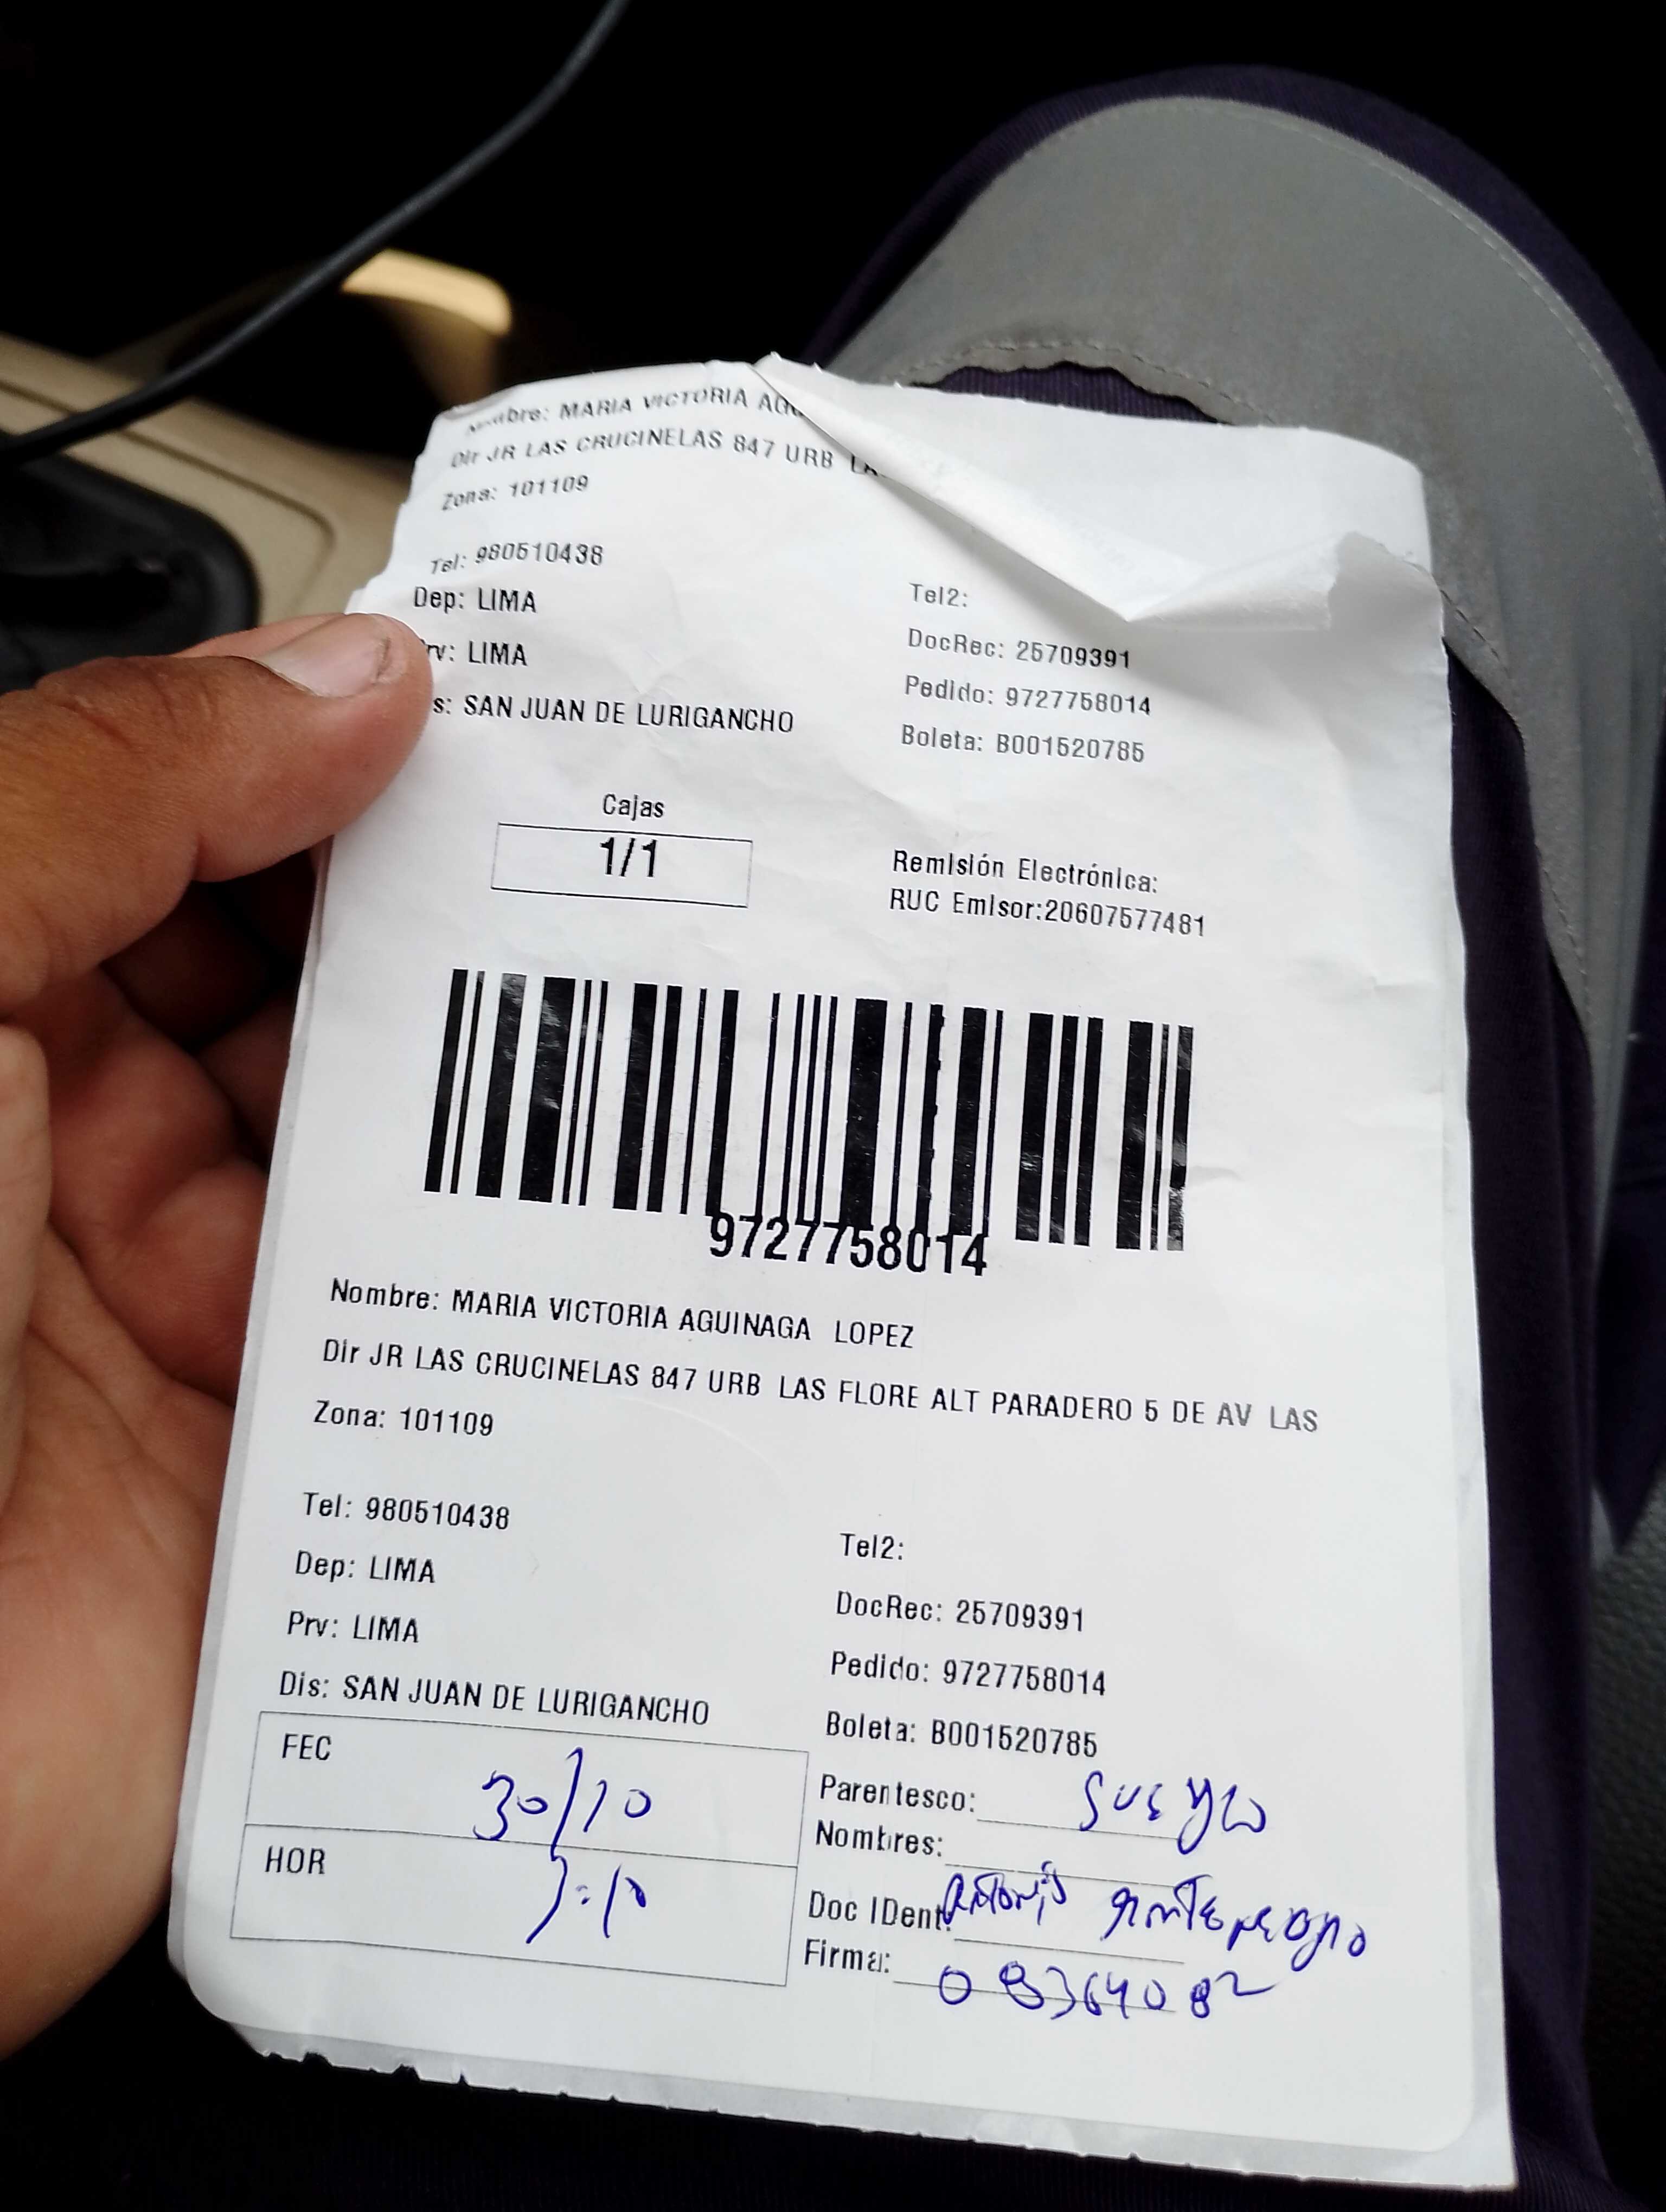 Nombre: MARIA VICTORIA
Dir JR LAS CRUCINELAS 847 URB
Zona: 101109
Tel: 980510438
Dep: LIMA
Prv: LIMA
s: SAN JUAN DE LURIGANCHO
Tel2:
DocRec: 25709391
Pedido: 9727758014
Boleta: B001520785
Cajas
1/1
Remisión Electrónica:
RUC Emisor:20607577481
9727758014
Nombre: MARIA VICTORIA AGUINAGA LOPEZ
Dir JR LAS CRUCINELAS 847 URB LAS FLORE ALT PARADERO 5 DE AV LAS
Zona: 101109
Tel: 980510438
Dep: LIMA
Prv: LIMA
Dis: SAN JUAN DE LURIGANCHO
Tel2:
DocRec: 25709391
Pedido: 9727758014
Boleta: B001520785
FEC 30/10
HOR 3:10
Parentesco:
Nombres:
Doc IDent:
Firma: